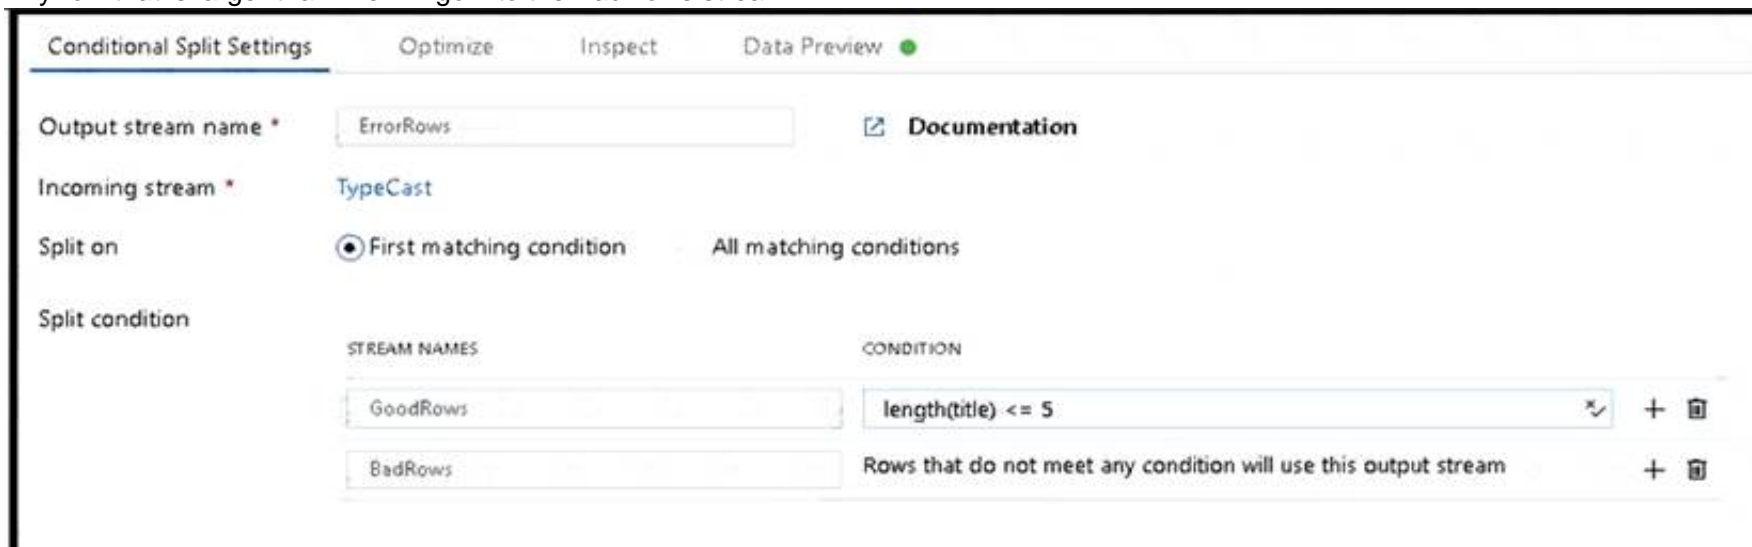 Conditional Split Settings Optimize Inspect Data Preview
Output stream name * ErrorRows Documentation
Incoming stream * TypeCast
Split on First matching condition All matching conditions
Split condition
STREAM NAMES CONDITION
GoodRows length(title) <= 5
BadRows Rows that do not meet any condition will use this output stream